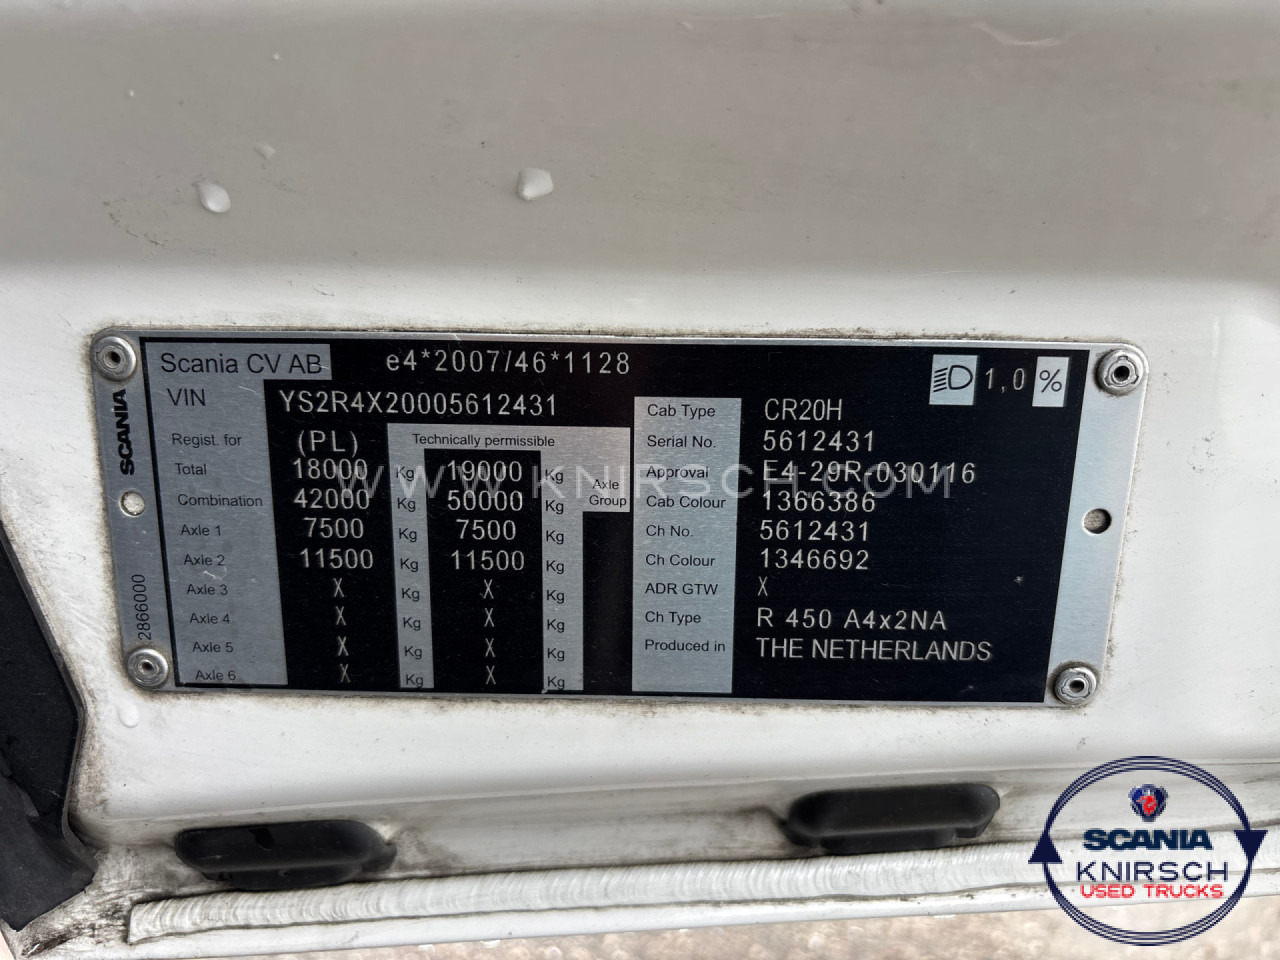 Scania CV AB e4*2007/46*1128
VIN YS2R4X20005612431
Regist. for (PL) Technically permissible
Total 18000 Kg 19000 Kg Axle Group
Combination 42000 Kg 50000 Kg
Axle 1 7500 Kg 7500 Kg
Axle 2 11500 Kg 11500 Kg
Axle 3 X Kg X Kg
Axle 4 X Kg X Kg
Axle 5 X Kg X Kg
Axle 6 X Kg X Kg
1,0 %
Cab Type CR20H
Serial No. 5612431
Approval E4-29R-030116
Cab Colour 1366386
Ch No. 5612431
Ch Colour 1346692
ADR GTW X
Ch Type R 450 A4x2NA
Produced in THE NETHERLANDS
SCANIA
2866000
WWW.KNIRSCH.COM
SCANIA
KNIRSCH
USED TRUCKS